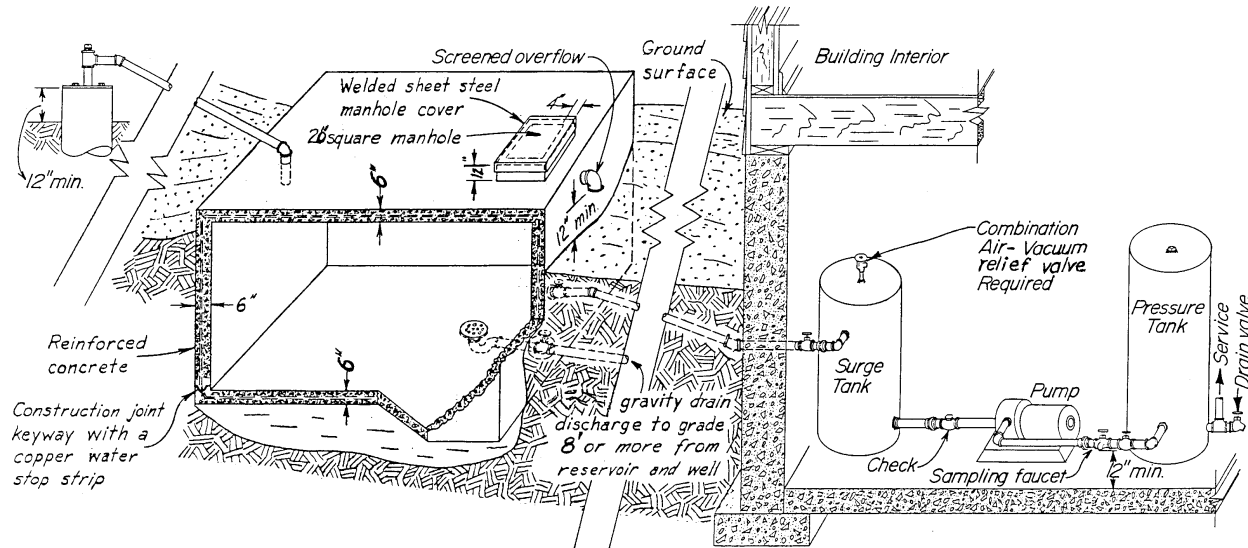 Screened overflow
Ground
surface
Building Interior
Welded sheet steel
manhole cover
4"
square manhole
12"
12" min.
6"
12" min.
6"
Reinforced
concrete
6"
Construction joint
keyway with a
copper water
stop strip
gravity drain
discharge to grade
8' or more from
reservoir and well
Combination
Air-Vacuum
relief valve
Required
Surge
Tank
Pressure
Tank
Service
Drain valve
Pump
Check
Sampling faucet
12" min.